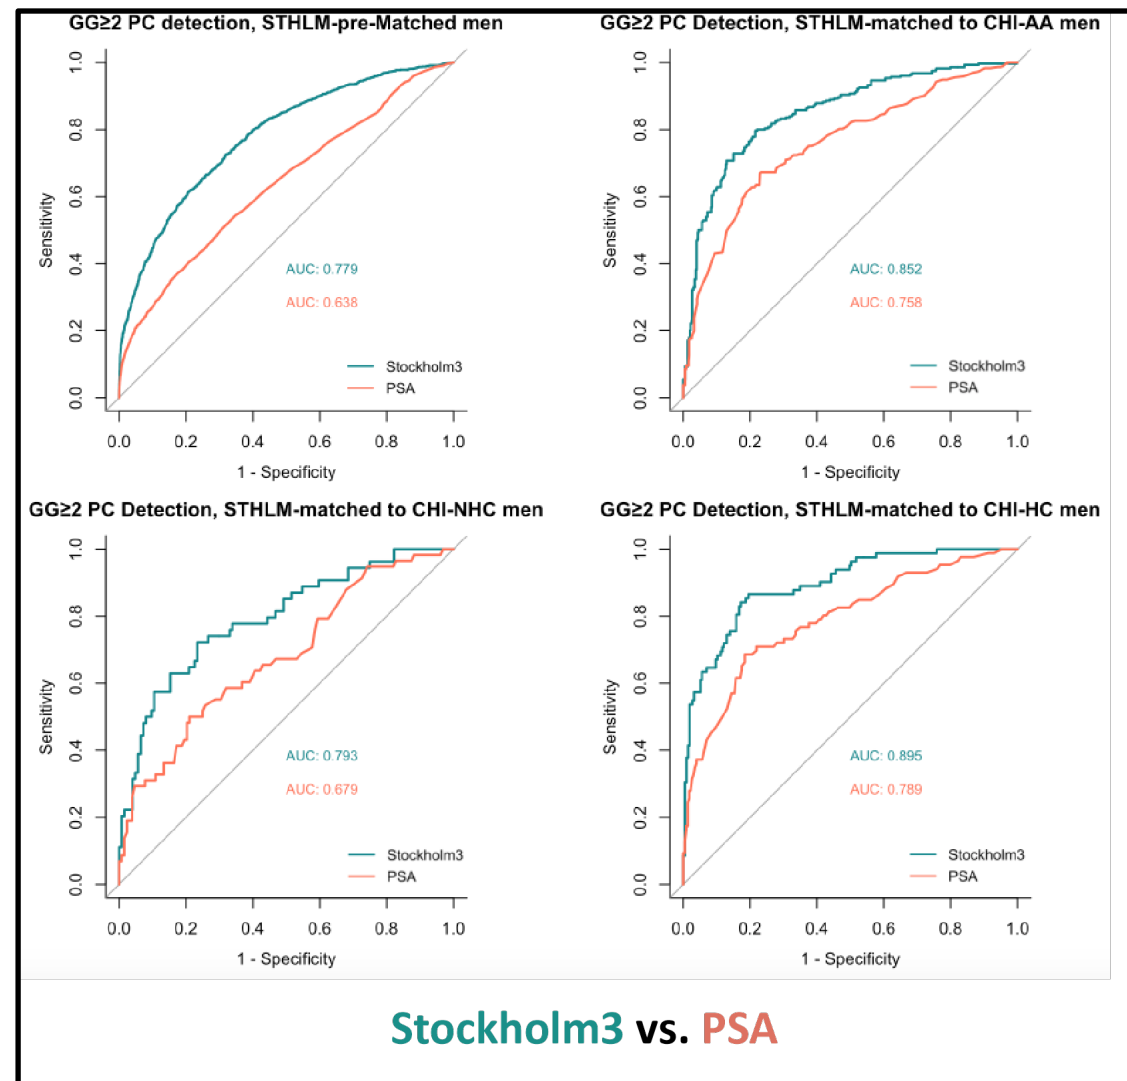 GG≥2 PC detection, STHLM-pre-Matched men
Sensitivity
1.0
0.8
0.6
0.4
0.2
0.0
AUC: 0.779
AUC: 0.638
Stockholm3
PSA
0.0 0.2 0.4 0.6 0.8 1.0
1 - Specificity
GG≥2 PC Detection, STHLM-matched to CHI-AA men
Sensitivity
1.0
0.8
0.6
0.4
0.2
0.0
AUC: 0.852
AUC: 0.758
Stockholm3
PSA
0.0 0.2 0.4 0.6 0.8 1.0
1 - Specificity
GG≥2 PC Detection, STHLM-matched to CHI-NHC men
Sensitivity
1.0
0.8
0.6
0.4
0.2
0.0
AUC: 0.793
AUC: 0.679
Stockholm3
PSA
0.0 0.2 0.4 0.6 0.8 1.0
1 - Specificity
GG≥2 PC Detection, STHLM-matched to CHI-HC men
Sensitivity
1.0
0.8
0.6
0.4
0.2
0.0
AUC: 0.895
AUC: 0.789
Stockholm3
PSA
0.0 0.2 0.4 0.6 0.8 1.0
1 - Specificity
Stockholm3 vs. PSA